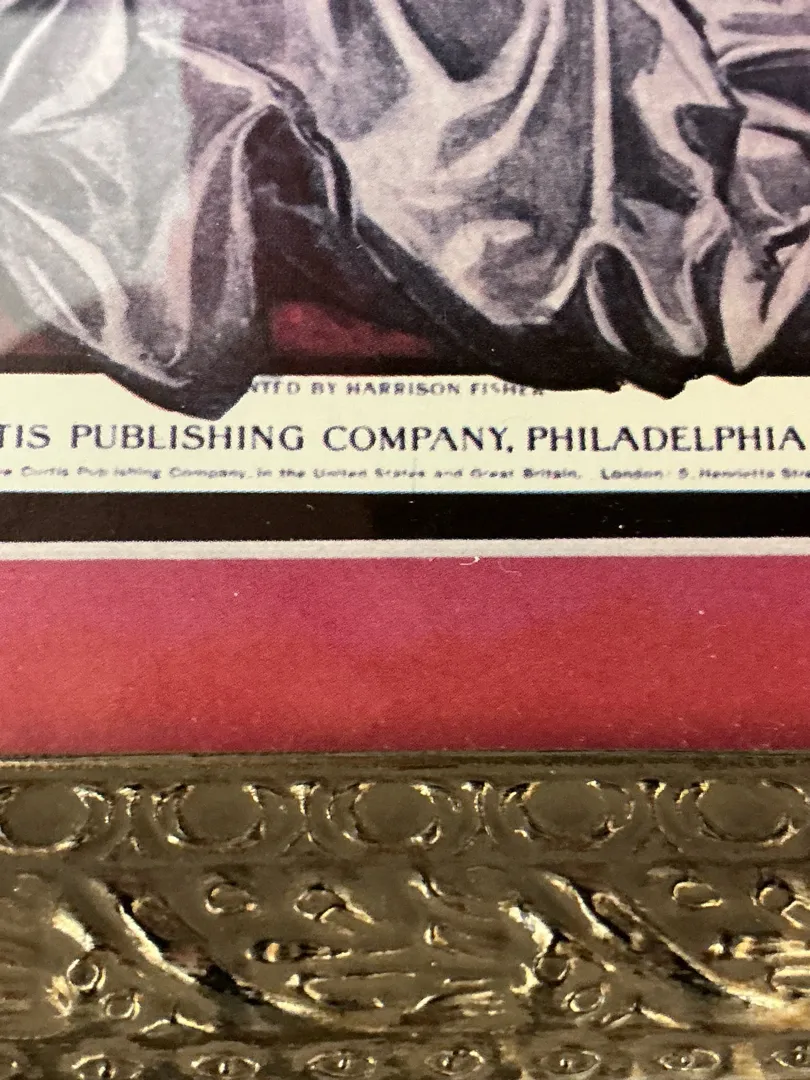 NTED BY HARRISON FISHER
TIS PUBLISHING COMPANY, PHILADELPHIA
e Curtis Publishing Company, in the United States and Great Britain. London: 5, Henrietta Stre